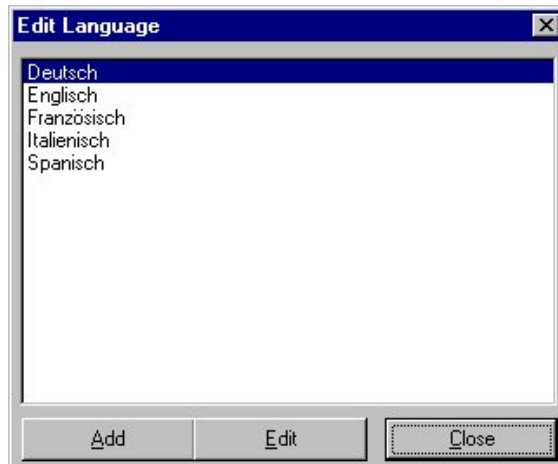 Edit Language
Deutsch
Englisch
Französisch
Italienisch
Spanisch
Add Edit Close